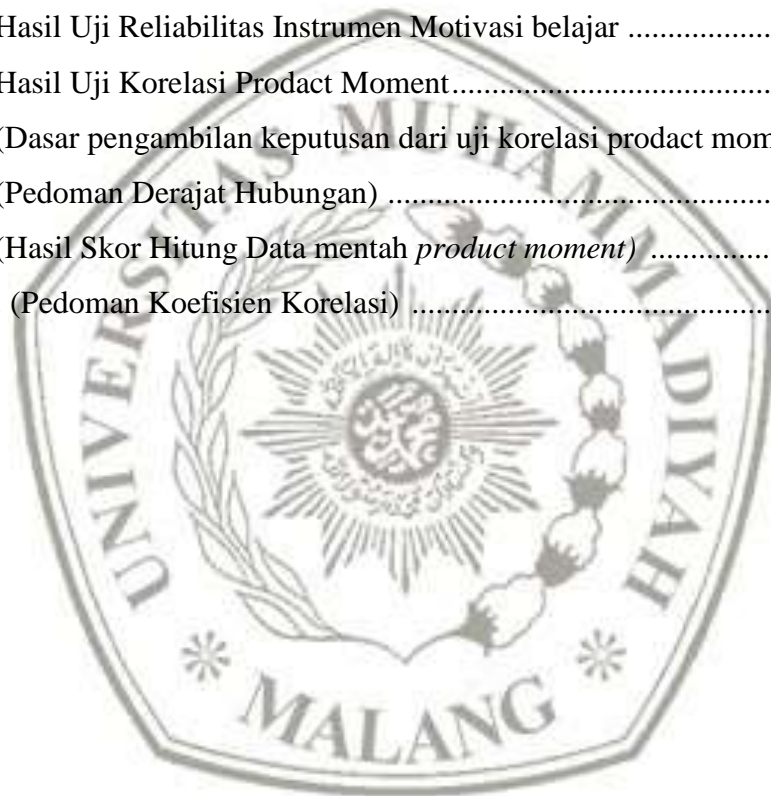 Hasil Uji Reliabilitas Instrumen Motivasi belajar ..................
Hasil Uji Korelasi Prodact Moment........................................
(Dasar pengambilan keputusan dari uji korelasi prodact mom
(Pedoman Derajat Hubungan) ................................................
(Hasil Skor Hitung Data mentah product moment) ...............
(Pedoman Koefisien Korelasi) .............................................
UNIVERSITAS MUHAMMADIYAH
MALANG